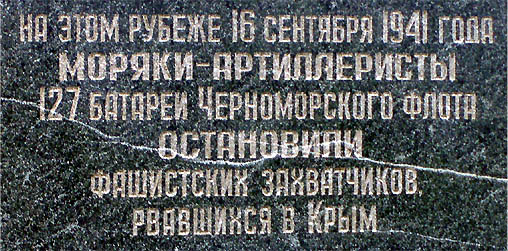 НА ЭТОМ РУБЕЖЕ 16 СЕНТЯБРЯ 1941 ГОДА
МОРЯКИ-АРТИЛЛЕРИСТЫ
127 БАТАРЕИ ЧЕРНОМОРСКОГО ФЛОТА
ОСТАНОВИЛИ
ФАШИСТСКИХ ЗАХВАТЧИКОВ,
РВАВШИХСЯ В КРЫМ